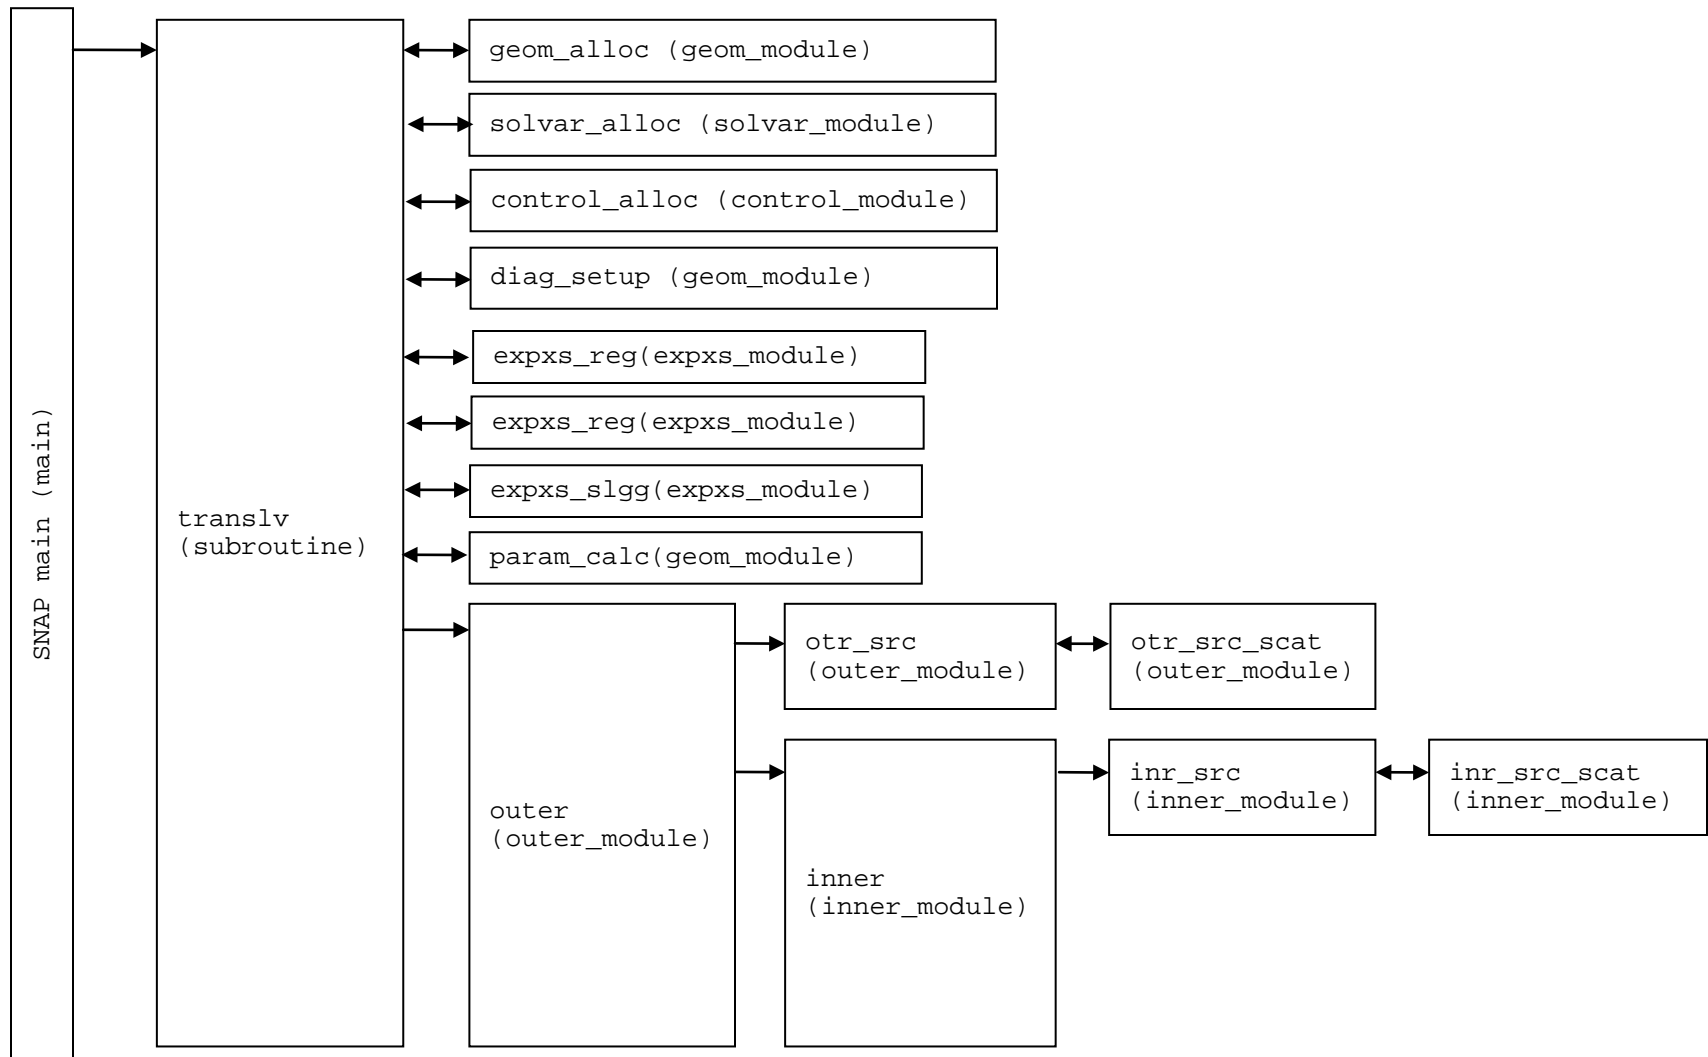 SNAP main (main)
translv
(subroutine)
geom_alloc (geom_module)
solvar_alloc (solvar_module)
control_alloc (control_module)
diag_setup (geom_module)
expxs_reg(expxs_module)
expxs_reg(expxs_module)
expxs_slgg(expxs_module)
param_calc(geom_module)
outer
(outer_module)
otr_src
(outer_module)
otr_src_scat
(outer_module)
inner
(inner_module)
inr_src
(inner_module)
inr_src_scat
(inner_module)